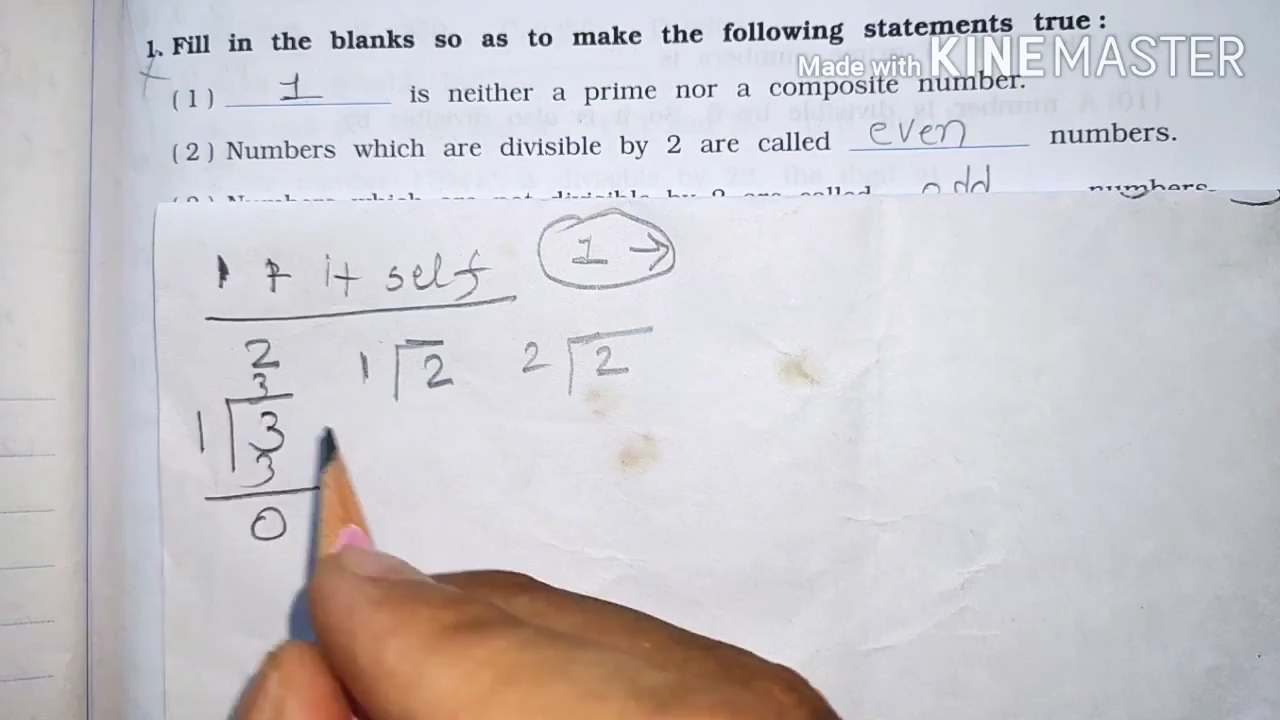 1. Fill in the blanks so as to make the following statements true :
Made with KINEMASTER
(1) 1 is neither a prime nor a composite number.
(2) Numbers which are divisible by 2 are called even numbers.
odd numbers.
1 + it self 1 →
2 1 2 2 2
3
1 3
3
0